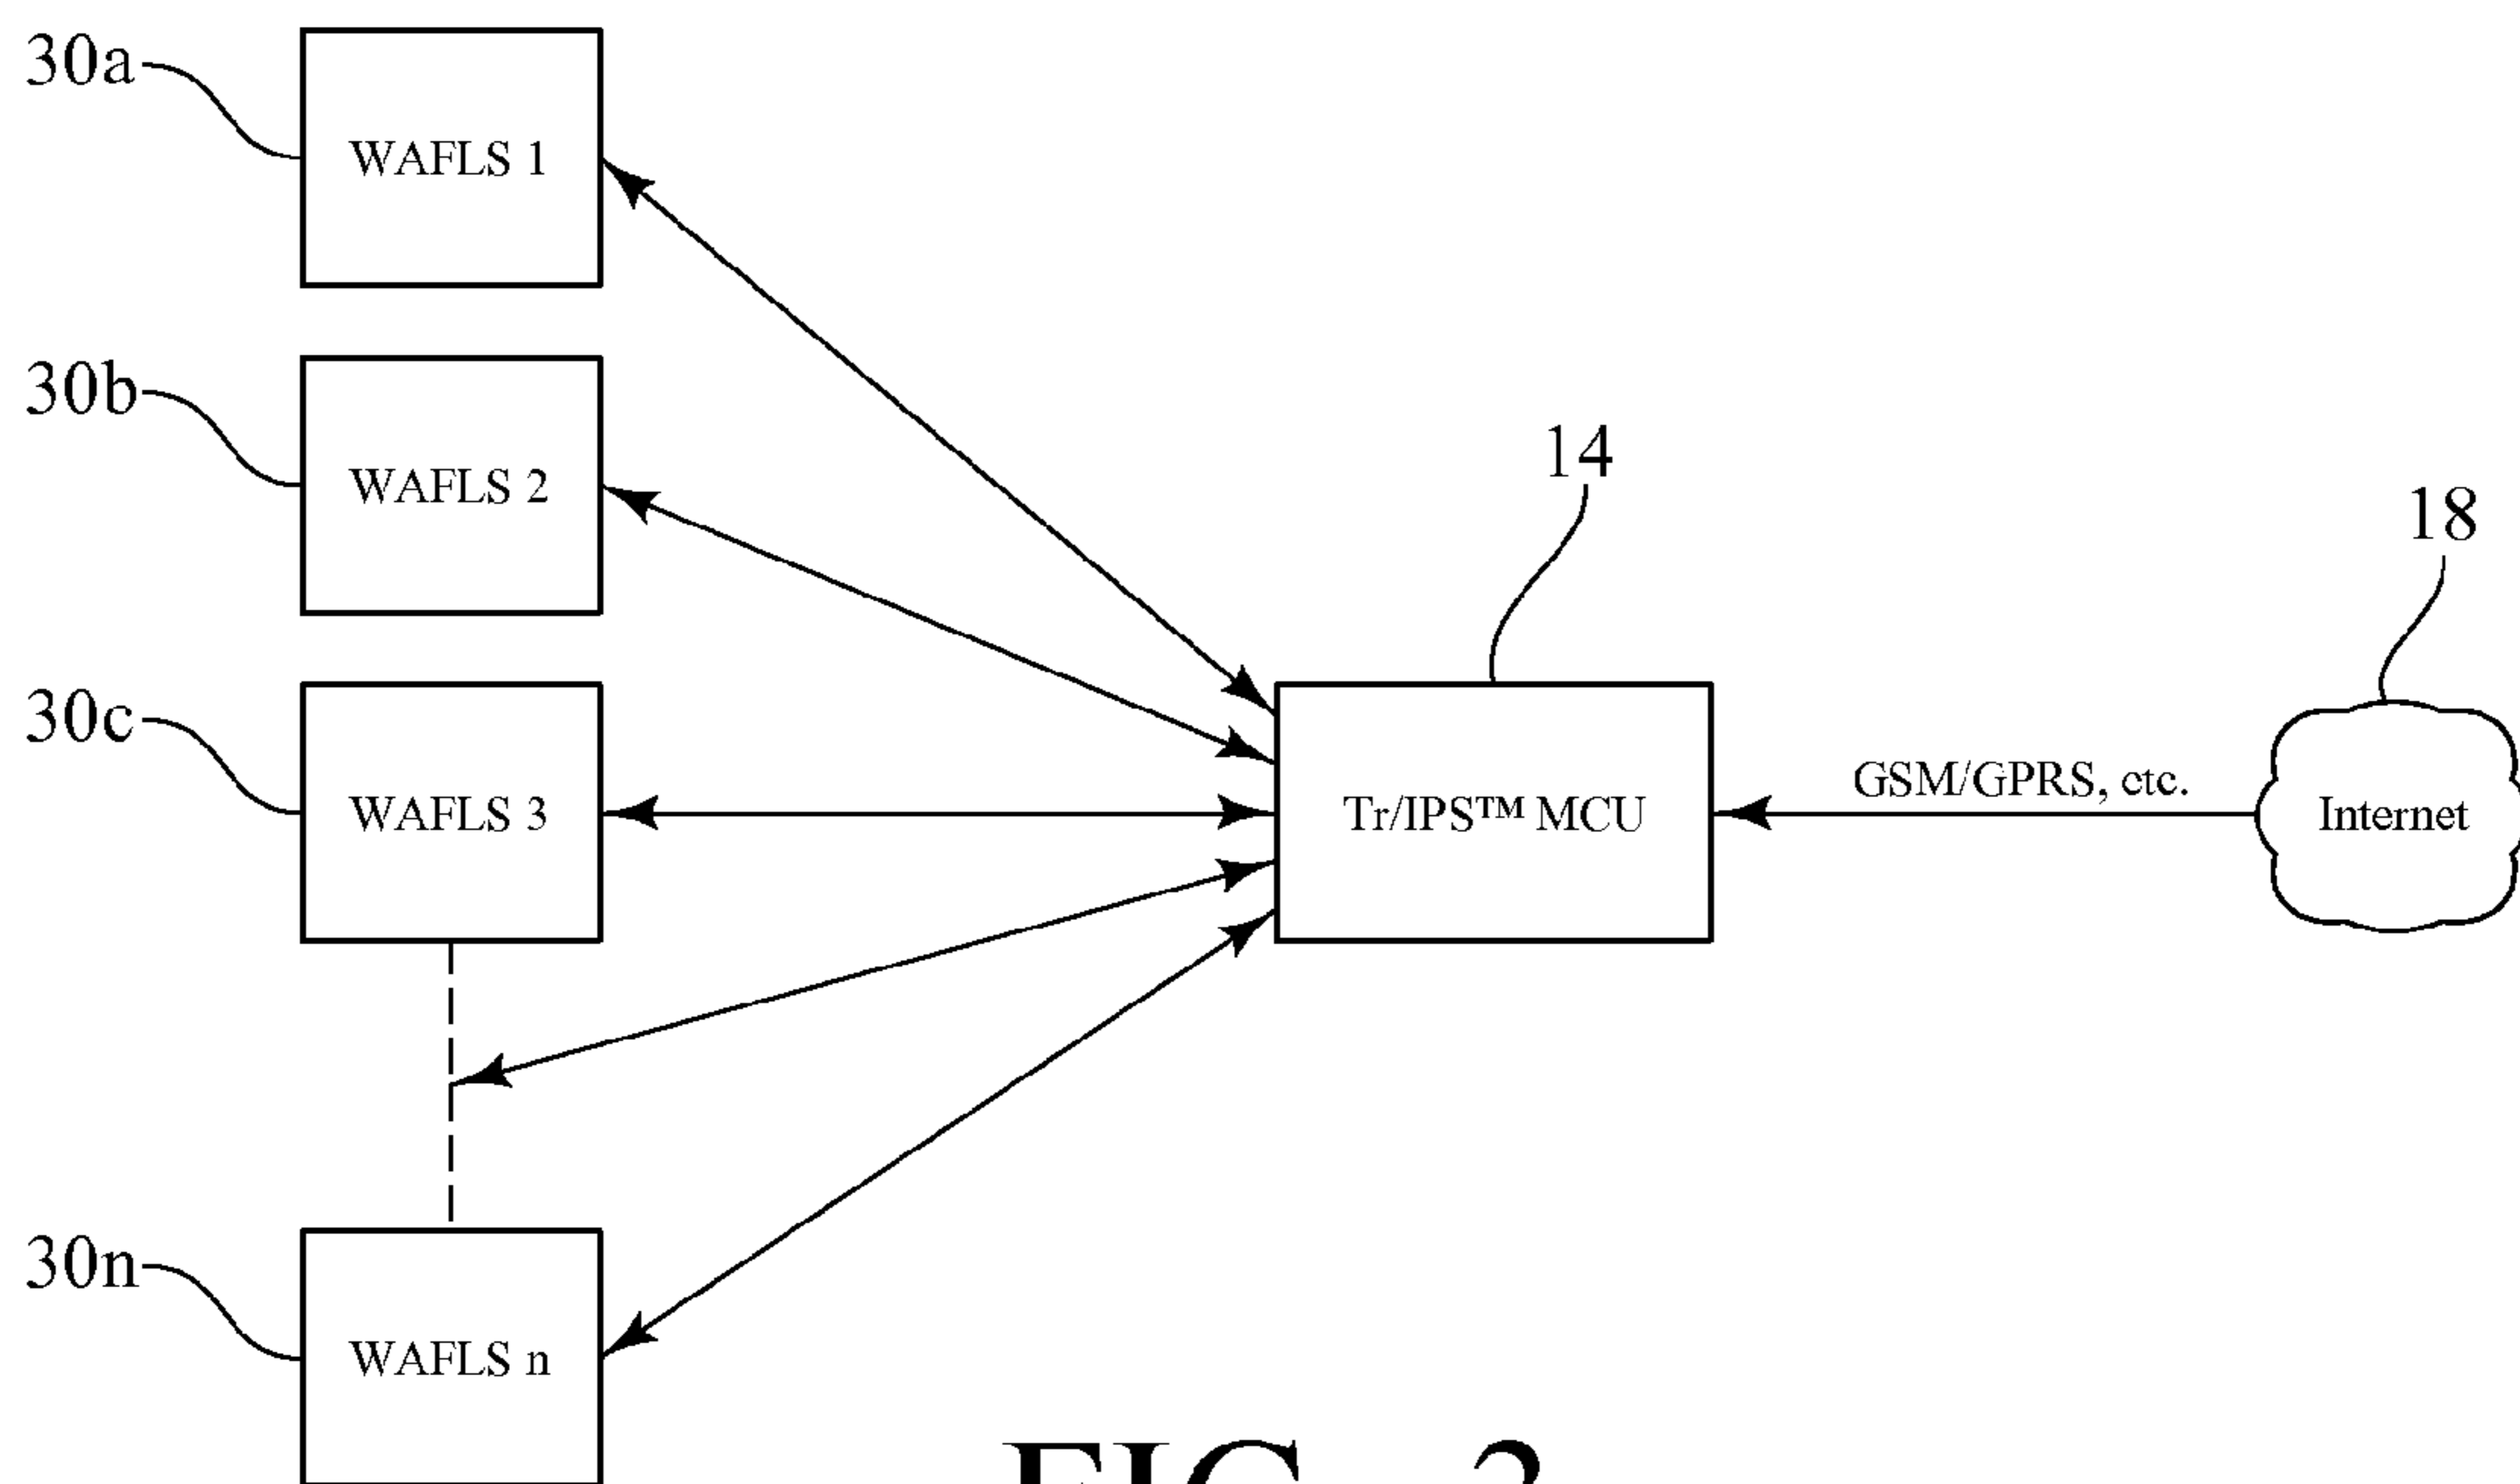 30a
WAFLS 1
30b
WAFLS 2
14
18
30c
WAFLS 3
Tr/IPS™ MCU
GSM/GPRS, etc.
Internet
30n
WAFLS n
FIG.